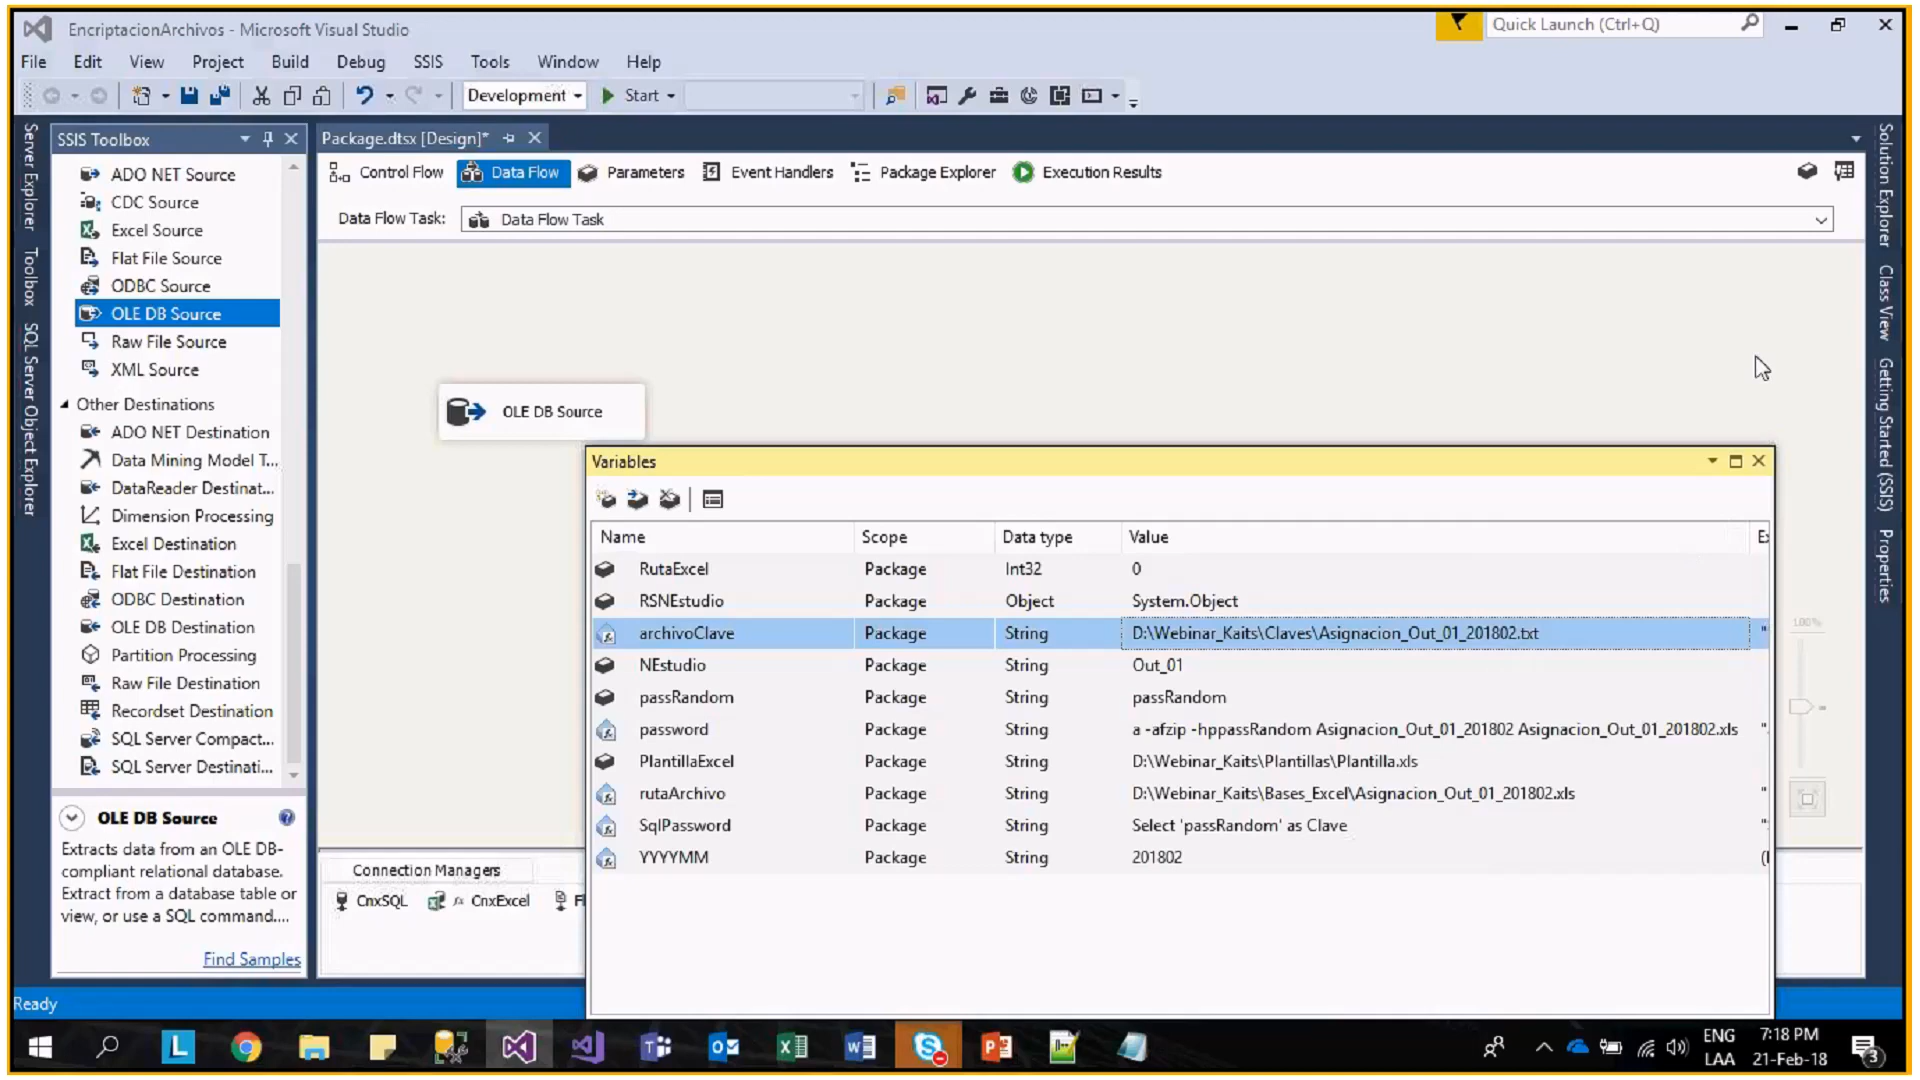 EncriptacionArchivos - Microsoft Visual Studio
Quick Launch (Ctrl+Q)
File Edit View Project Build Debug SSIS Tools Window Help
Development Start
Server Explorer
Toolbox
SQL Server Object Explorer
SSIS Toolbox
ADO NET Source
CDC Source
Excel Source
Flat File Source
ODBC Source
OLE DB Source
Raw File Source
XML Source
Other Destinations
ADO NET Destination
Data Mining Model T...
DataReader Destinat...
Dimension Processing
Excel Destination
Flat File Destination
ODBC Destination
OLE DB Destination
Partition Processing
Raw File Destination
Recordset Destination
SQL Server Compact...
SQL Server Destinati...
OLE DB Source
Extracts data from an OLE DB-
compliant relational database.
Extract from a database table or
view, or use a SQL command....
Find Samples
Package.dtsx [Design]*
Control Flow Data Flow Parameters Event Handlers Package Explorer Execution Results
Data Flow Task: Data Flow Task
OLE DB Source
100%
Connection Managers
CnxSQL fx CnxExcel Fl
Variables
Name Scope Data type Value Ex
RutaExcel Package Int32 0
RSNEstudio Package Object System.Object
archivoClave Package String D:\Webinar_Kaits\Claves\Asignacion_Out_01_201802.txt "
NEstudio Package String Out_01
passRandom Package String passRandom
password Package String a -afzip -hppassRandom Asignacion_Out_01_201802 Asignacion_Out_01_201802.xls "
PlantillaExcel Package String D:\Webinar_Kaits\Plantillas\Plantilla.xls
rutaArchivo Package String D:\Webinar_Kaits\Bases_Excel\Asignacion_Out_01_201802.xls "
SqlPassword Package String Select 'passRandom' as Clave "
YYYYMM Package String 201802 (
Solution Explorer
Class View
Getting Started (SSIS)
Properties
Ready
ENG
LAA
7:18 PM
21-Feb-18
3